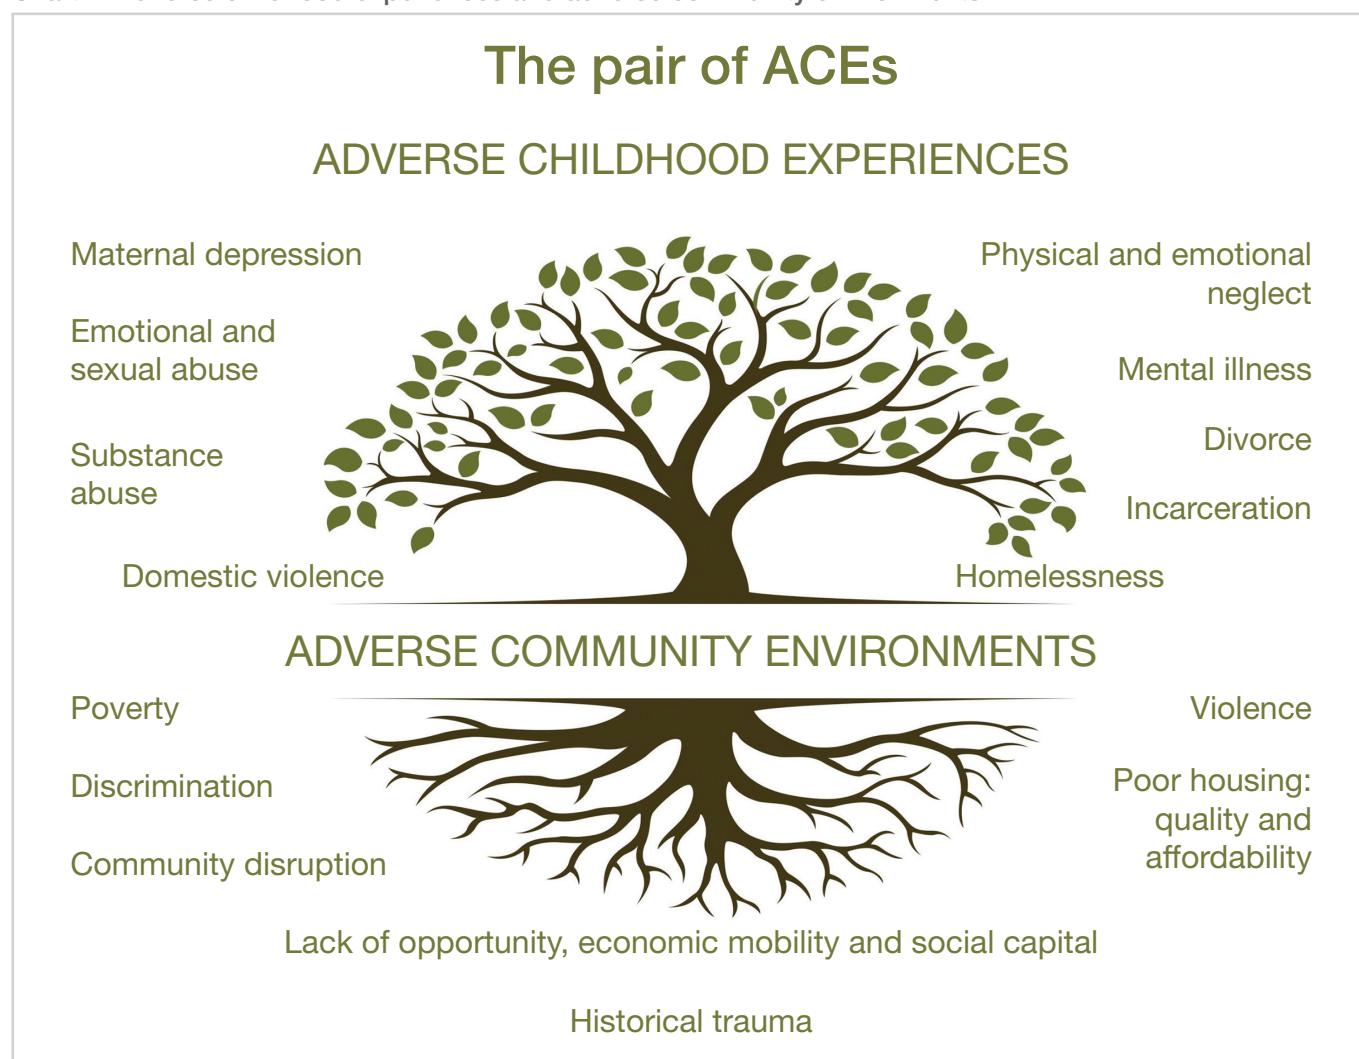 The pair of ACEs
ADVERSE CHILDHOOD EXPERIENCES
Maternal depression
Emotional and
sexual abuse
Substance
abuse
Domestic violence
Physical and emotional
neglect
Mental illness
Divorce
Incarceration
Homelessness
ADVERSE COMMUNITY ENVIRONMENTS
Poverty
Discrimination
Community disruption
Violence
Poor housing:
quality and
affordability
Lack of opportunity, economic mobility and social capital
Historical trauma